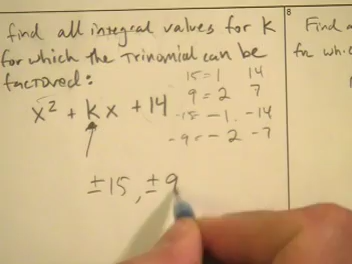 find all integral values for K
for which the trinomial can be
factored:
x² + kx + 14
15 = 1 14
9 = 2 7
-15 -1. -14
-9 = -2 -7
±15, ±9
8
Find a
for whic